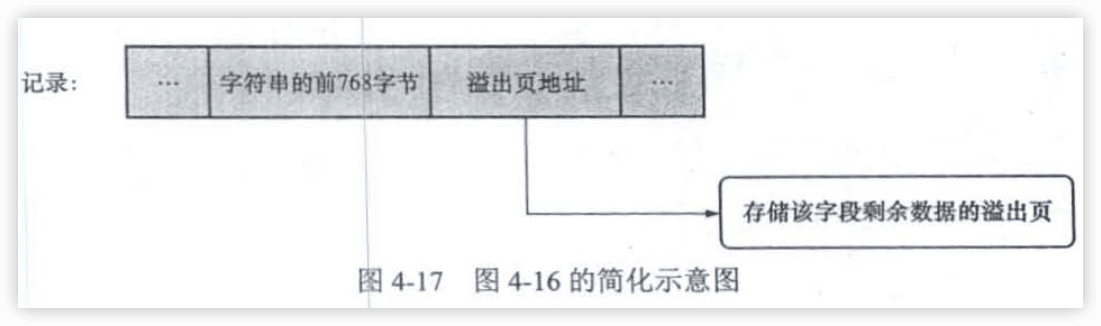 记录:
… 字符串的前768字节 溢出页地址 …
存储该字段剩余数据的溢出页
图 4-17 图 4-16 的简化示意图